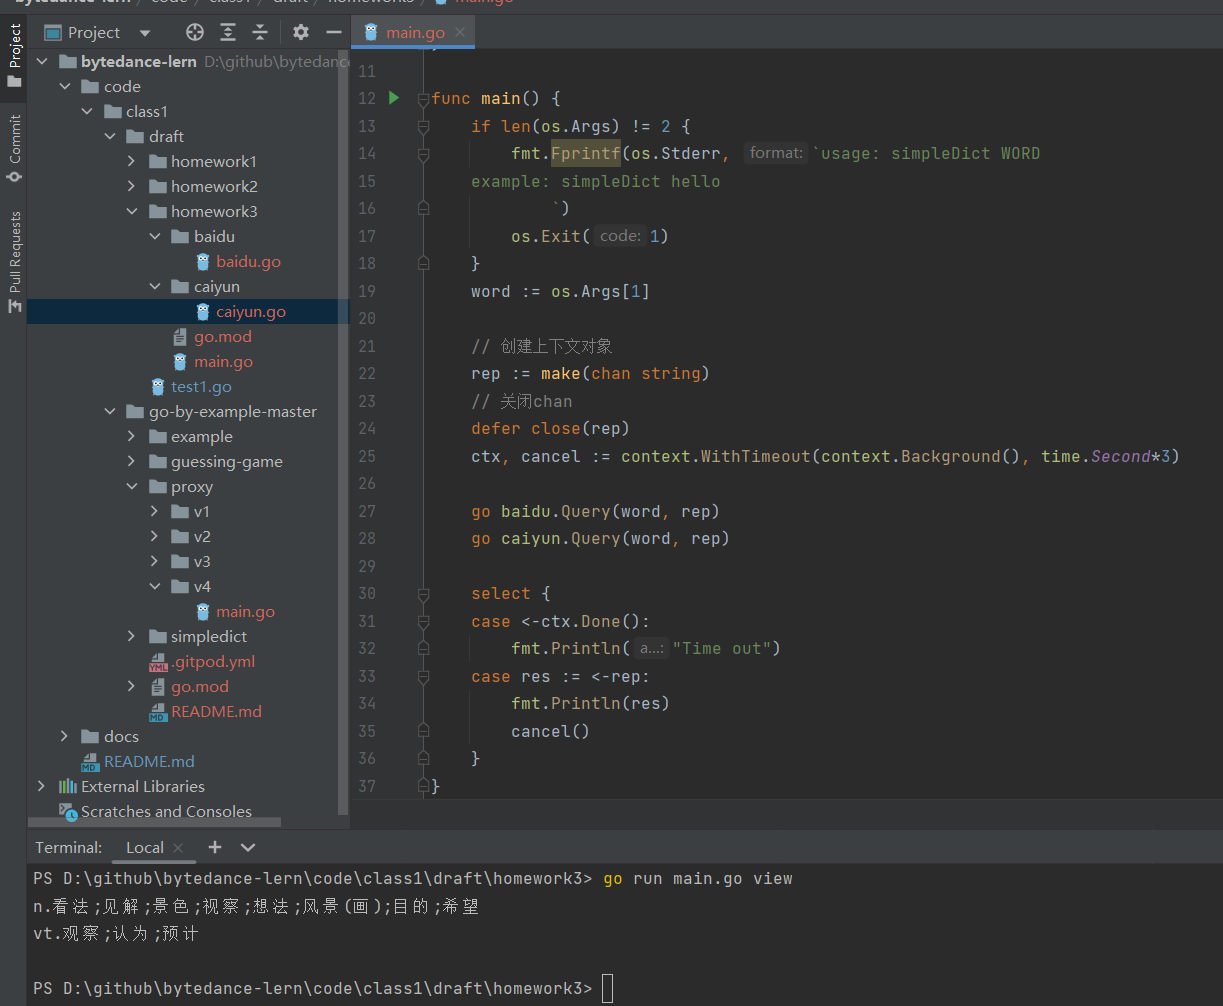 bytedance-lern / code / class1 / draft / homework3 / main.go
Project
Commit
Pull Requests
Project
main.go
bytedance-lern D:\github\bytedanc
code
class1
draft
homework1
homework2
homework3
baidu
baidu.go
caiyun
caiyun.go
go.mod
main.go
test1.go
go-by-example-master
example
guessing-game
proxy
v1
v2
v3
v4
main.go
simpledict
.gitpod.yml
go.mod
README.md
docs
README.md
External Libraries
Scratches and Consoles
11
12 func main() {
13 if len(os.Args) != 2 {
14 fmt.Fprintf(os.Stderr, format: `usage: simpleDict WORD
15 example: simpleDict hello
16 `)
17 os.Exit( code: 1)
18 }
19 word := os.Args[1]
20
21 // 创建上下文对象
22 rep := make(chan string)
23 // 关闭chan
24 defer close(rep)
25 ctx, cancel := context.WithTimeout(context.Background(), time.Second*3)
26
27 go baidu.Query(word, rep)
28 go caiyun.Query(word, rep)
29
30 select {
31 case <-ctx.Done():
32 fmt.Println( a...: "Time out")
33 case res := <-rep:
34 fmt.Println(res)
35 cancel()
36 }
37 }
Terminal: Local
PS D:\github\bytedance-lern\code\class1\draft\homework3> go run main.go view
n.看法;见解;景色;视察;想法;风景(画);目的;希望
vt.观察;认为;预计
PS D:\github\bytedance-lern\code\class1\draft\homework3>